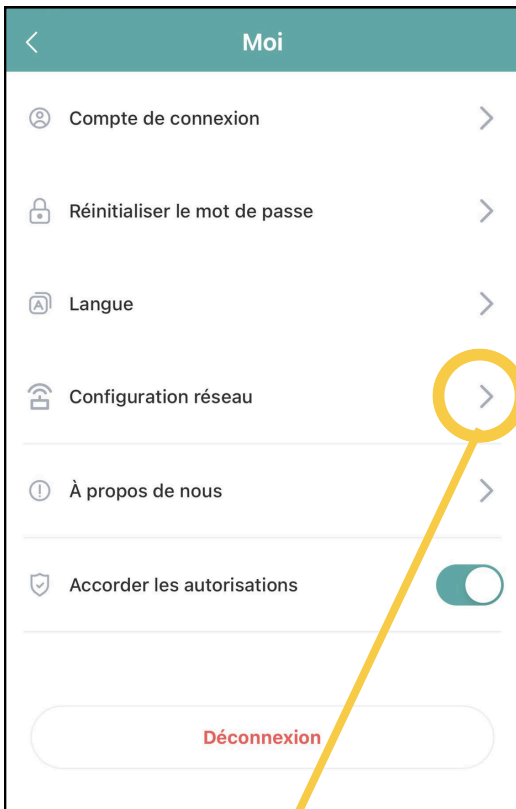 Moi
Compte de connexion
Réinitialiser le mot de passe
Langue
Configuration réseau
À propos de nous
Accorder les autorisations
Déconnexion